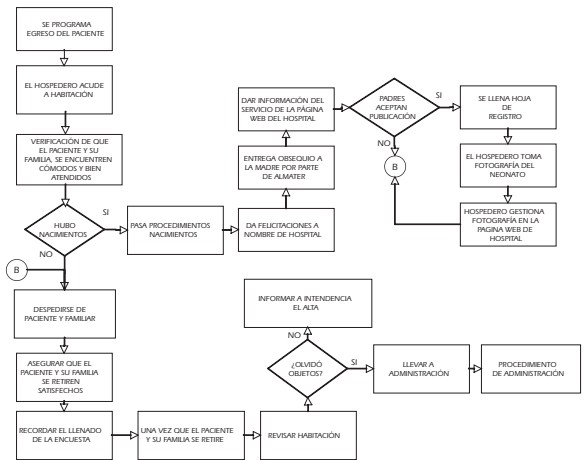 SE PROGRAMA
EGRESO DEL PACIENTE
EL HOSPEDERO ACUDE
A HABITACIÓN
VERIFICACIÓN DE QUE
EL PACIENTE Y SU
FAMILIA, SE ENCUENTREN
CÓMODOS Y BIEN
ATENDIDOS
HUBO
NACIMIENTOS
SI
NO
PASA PROCEDIMIENTOS
NACIMIENTOS
DA FELICITACIONES A
NOMBRE DE HOSPITAL
ENTREGA OBSEQUIO A
LA MADRE POR PARTE
DE ALMATER
DAR INFORMACIÓN DEL
SERVICIO DE LA PÁGINA
WEB DEL HOSPITAL
PADRES
ACEPTAN
PUBLICACIÓN
SI
NO
B
SE LLENA HOJA
DE
REGISTRO
EL HOSPEDERO TOMA
FOTOGRAFÍA DEL
NEONATO
HOSPEDERO GESTIONA
FOTOGRAFÍA EN LA
PAGINA WEB DE
HOSPITAL
B
DESPEDIRSE DE
PACIENTE Y FAMILIAR
ASEGURAR QUE EL
PACIENTE Y SU FAMILIA
SE RETIREN
SATISFECHOS
RECORDAR EL LLENADO
DE LA ENCUESTA
UNA VEZ QUE EL PACIENTE
Y SU FAMILIA SE RETIRE
REVISAR HABITACIÓN
¿OLVIDÓ
OBJETOS?
NO
SI
INFORMAR A INTENDENCIA
EL ALTA
LLEVAR A
ADMINISTRACIÓN
PROCEDIMIENTO
DE ADMINISTRACIÓN